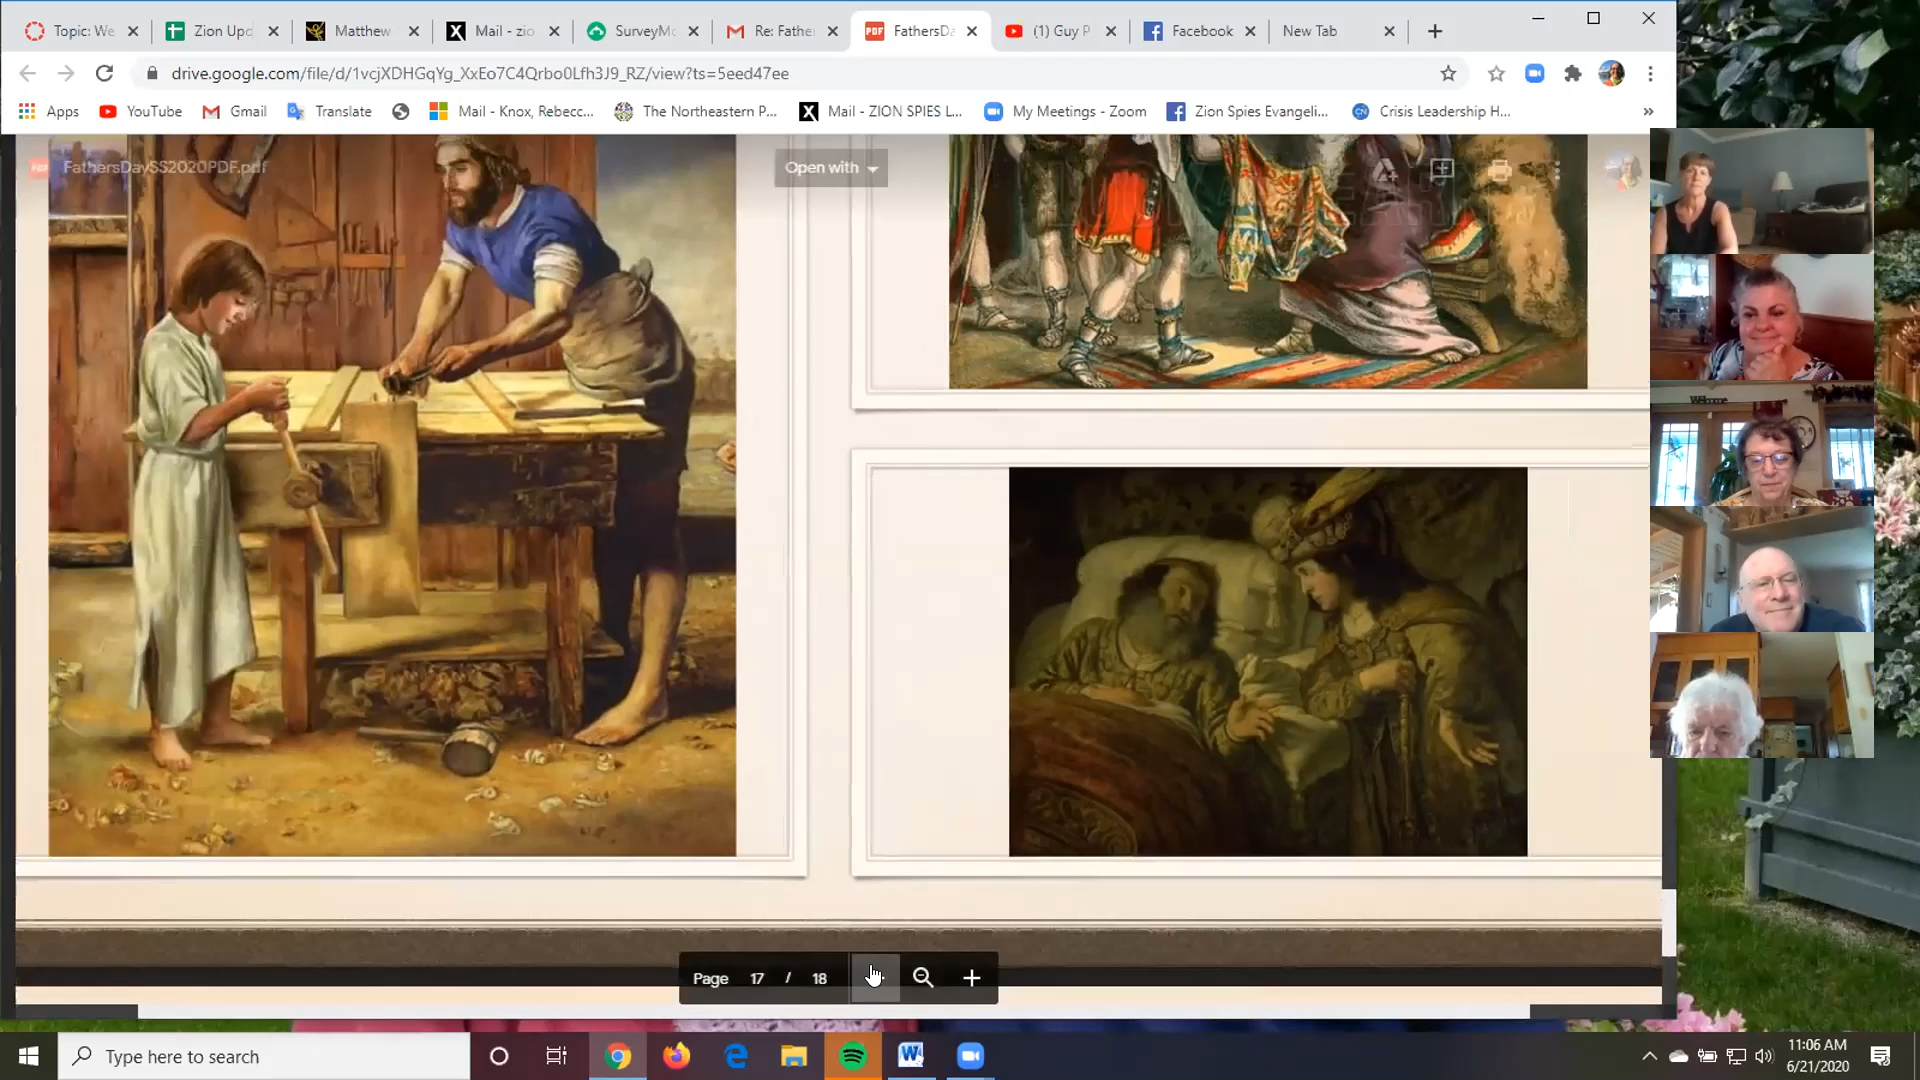 Topic: We
Zion Upd
Matthew
Mail - zio
SurveyMo
Re: Father
FathersDa
(1) Guy P
Facebook
New Tab
drive.google.com/file/d/1vcjXDHGqYg_XxEo7C4Qrbo0Lfh3J9_RZ/view?ts=5eed47ee
Apps
YouTube
Gmail
Translate
Mail - Knox, Rebecc...
The Northeastern P...
Mail - ZION SPIES L...
My Meetings - Zoom
Zion Spies Evangeli...
Crisis Leadership H...
»
PDF
FathersDaySS2020PDF.pdf
Open with
Welcome
Page 17 / 18
Type here to search
11:06 AM
6/21/2020